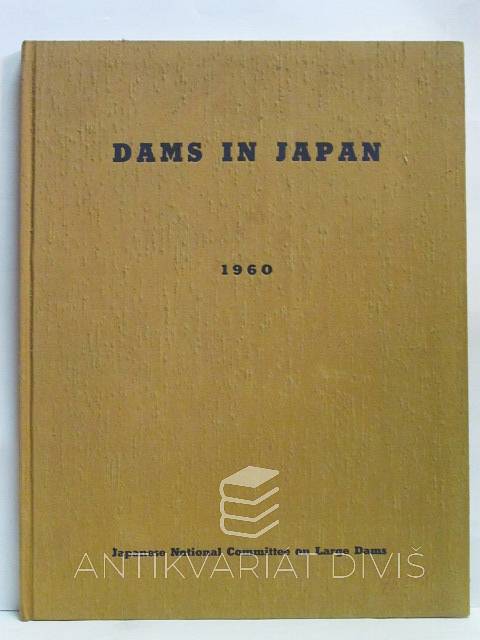 DAMS IN JAPAN
1960
Japanese National Committee on Large Dams
ANTIKVARIAT DIVIŠ